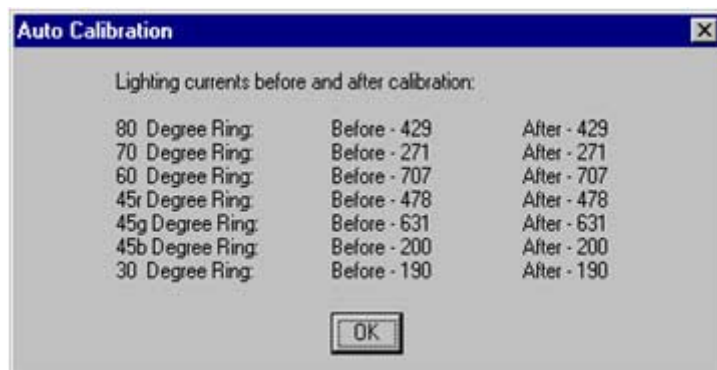 Auto Calibration
Lighting currents before and after calibration:
80 Degree Ring: Before - 429 After - 429
70 Degree Ring: Before - 271 After - 271
60 Degree Ring: Before - 707 After - 707
45r Degree Ring: Before - 478 After - 478
45g Degree Ring: Before - 631 After - 631
45b Degree Ring: Before - 200 After - 200
30 Degree Ring: Before - 190 After - 190
OK